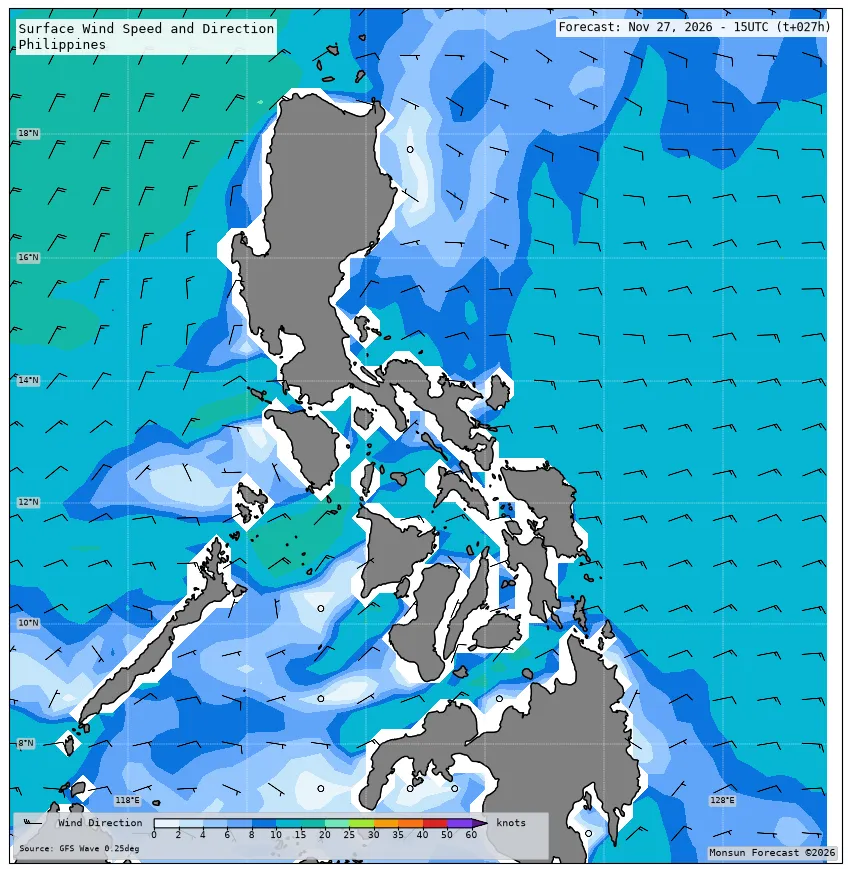 Surface Wind Speed and Direction
Philippines
Forecast: Nov 27, 2026 - 15UTC (t+027h)
18°N
16°N
14°N
12°N
10°N
8°N
118°E
128°E
Wind Direction
knots
0 2 4 6 8 10 15 20 25 30 35 40 50 60
Source: GFS Wave 0.25deg
Monsun Forecast ©2026